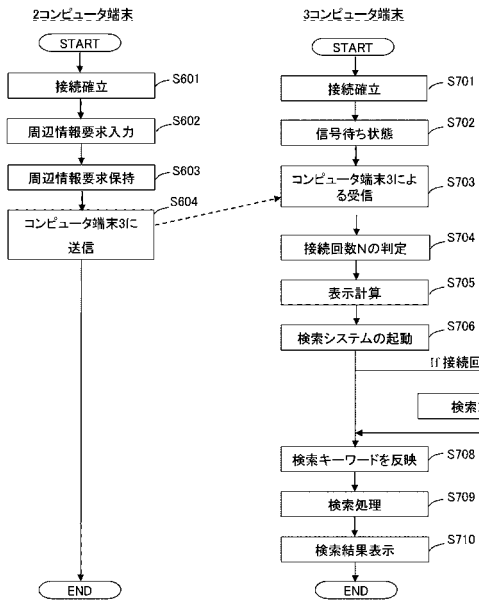 2コンピュータ端末
START
接続確立
S601
周辺情報要求入力
S602
周辺情報要求保持
S603
コンピュータ端末3に
送信
S604
END
3コンピュータ端末
START
接続確立
S701
信号待ち状態
S702
コンピュータ端末3によ
る受信
S703
接続回数Nの判定
S704
表示計算
S705
検索システムの起動
S706
If 接続回
検索
検索キーワードを反映
S708
検索処理
S709
検索結果表示
S710
END